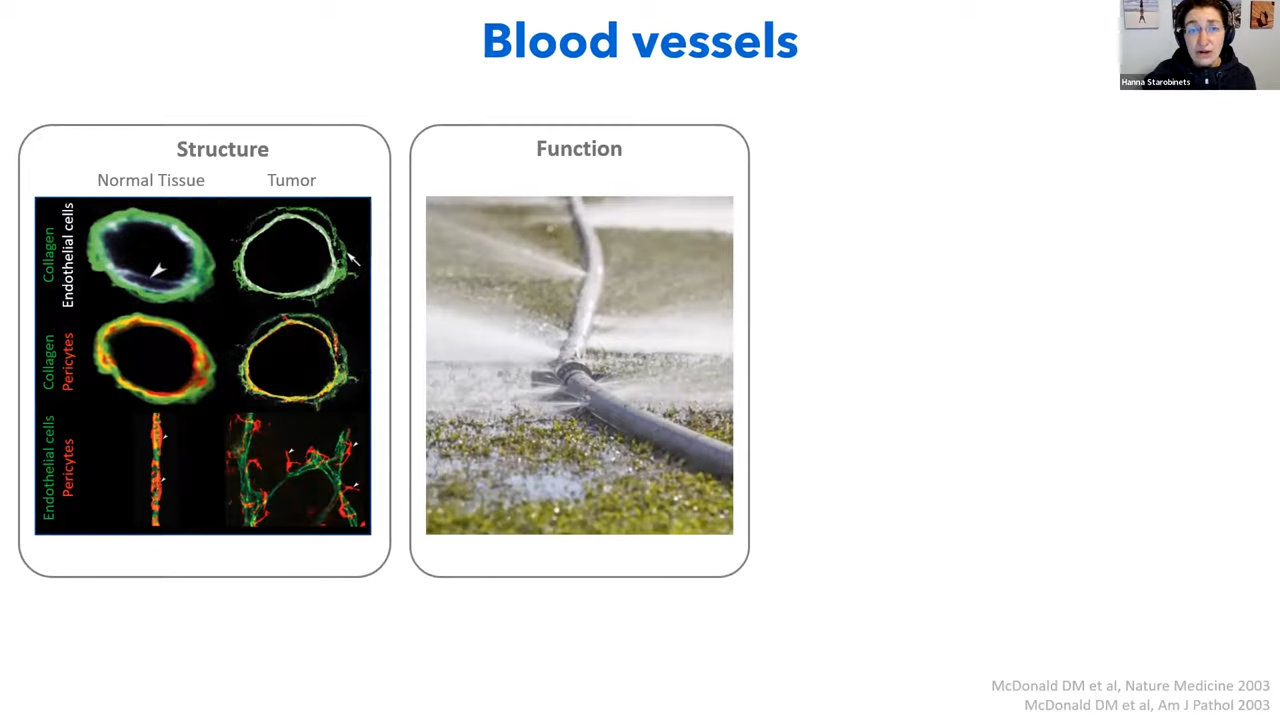 Blood vessels
Hanna Starobinets
Structure
Normal Tissue
Tumor
Collagen
Endothelial cells
Collagen
Pericytes
Endothelial cells
Pericytes
Function
McDonald DM et al, Nature Medicine 2003
McDonald DM et al, Am J Pathol 2003